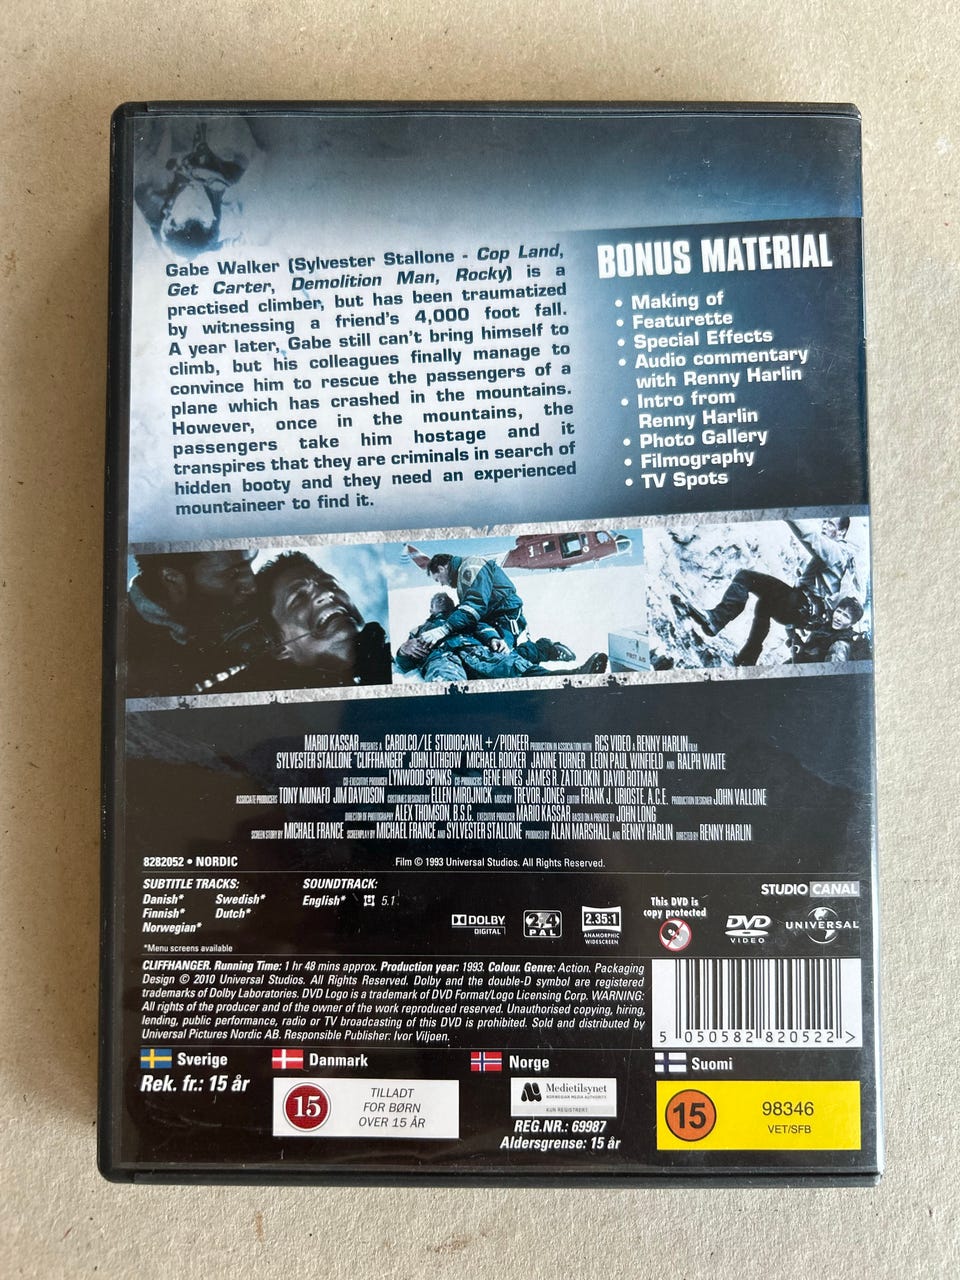 Gabe Walker (Sylvester Stallone - Cop Land,
Get Carter, Demolition Man, Rocky) is a
practised climber, but has been traumatized
by witnessing a friend's 4,000 foot fall.
A year later, Gabe still can't bring himself to
climb, but his colleagues finally manage to
convince him to rescue the passengers of a
plane which has crashed in the mountains.
However, once in the mountains, the
passengers take him hostage and it
transpires that they are criminals in search of
hidden booty and they need an experienced
mountaineer to find it.
BONUS MATERIAL
• Making of
• Featurette
• Special Effects
• Audio commentary
with Renny Harlin
• Intro from
Renny Harlin
• Photo Gallery
• Filmography
• TV Spots
FIRST AID
MARIO KASSAR PRESENTS A CAROLCO/LE STUDIOCANAL+/PIONEER PRODUCTION IN ASSOCIATION WITH RCS VIDEO A RENNY HARLIN FILM
SYLVESTER STALLONE "CLIFFHANGER" JOHN LITHGOW MICHAEL ROOKER JANINE TURNER LEON PAUL WINFIELD AND RALPH WAITE
CO-EXECUTIVE PRODUCER LYNWOOD SPINKS CO-PRODUCERS GENE HINES JAMES R. ZATOLOKIN DAVID ROTMAN
ASSOCIATE PRODUCERS TONY MUNAFO JIM DAVIDSON COSTUMES DESIGNED BY ELLEN MIROJNICK MUSIC BY TREVOR JONES EDITOR FRANK J. URIOSTE, A.C.E. PRODUCTION DESIGNER JOHN VALLONE
DIRECTOR OF PHOTOGRAPHY ALEX THOMSON, B.S.C. EXECUTIVE PRODUCER MARIO KASSAR BASED ON A PREMISE BY JOHN LONG
SCREEN STORY BY MICHAEL FRANCE SCREENPLAY BY MICHAEL FRANCE AND SYLVESTER STALLONE PRODUCED BY ALAN MARSHALL AND RENNY HARLIN DIRECTED BY RENNY HARLIN
8282052 • NORDIC
Film © 1993 Universal Studios. All Rights Reserved.
SUBTITLE TRACKS:
Danish* Swedish*
Finnish* Dutch*
Norwegian*
*Menu screens available
SOUNDTRACK:
English* 5.1
DOLBY
DIGITAL
2 4
PAL
2.35:1
ANAMORPHIC
WIDESCREEN
This DVD is
copy protected
STUDIO CANAL
DVD
VIDEO
UNIVERSAL
CLIFFHANGER. Running Time: 1 hr 48 mins approx. Production year: 1993. Colour. Genre: Action. Packaging
Design © 2010 Universal Studios. All Rights Reserved. Dolby and the double-D symbol are registered
trademarks of Dolby Laboratories. DVD Logo is a trademark of DVD Format/Logo Licensing Corp. WARNING:
All rights of the producer and of the owner of the work reproduced reserved. Unauthorised copying, hiring,
lending, public performance, radio or TV broadcasting of this DVD is prohibited. Sold and distributed by
Universal Pictures Nordic AB. Responsible Publisher: Ivor Viljoen.
5 050582 820522 >
Sverige
Rek. fr.: 15 år
Danmark
15
TILLADT
FOR BØRN
OVER 15 ÅR
Norge
Medietilsynet
NORWEGIAN MEDIA AUTHORITY
KUN REGISTRERT
REG.NR.: 69987
Aldersgrense: 15 år
Suomi
15
98346
VET/SFB